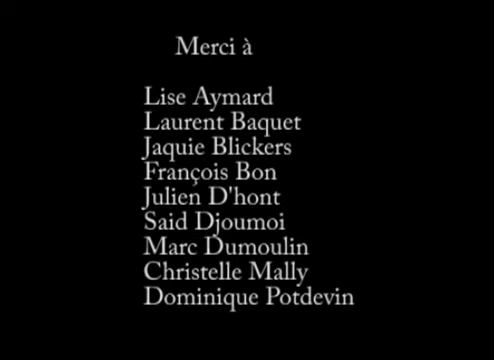 Merci à
Lise Aymard
Laurent Baquet
Jaquie Blickers
François Bon
Julien D'hont
Said Djoumoi
Marc Dumoulin
Christelle Mally
Dominique Potdevin